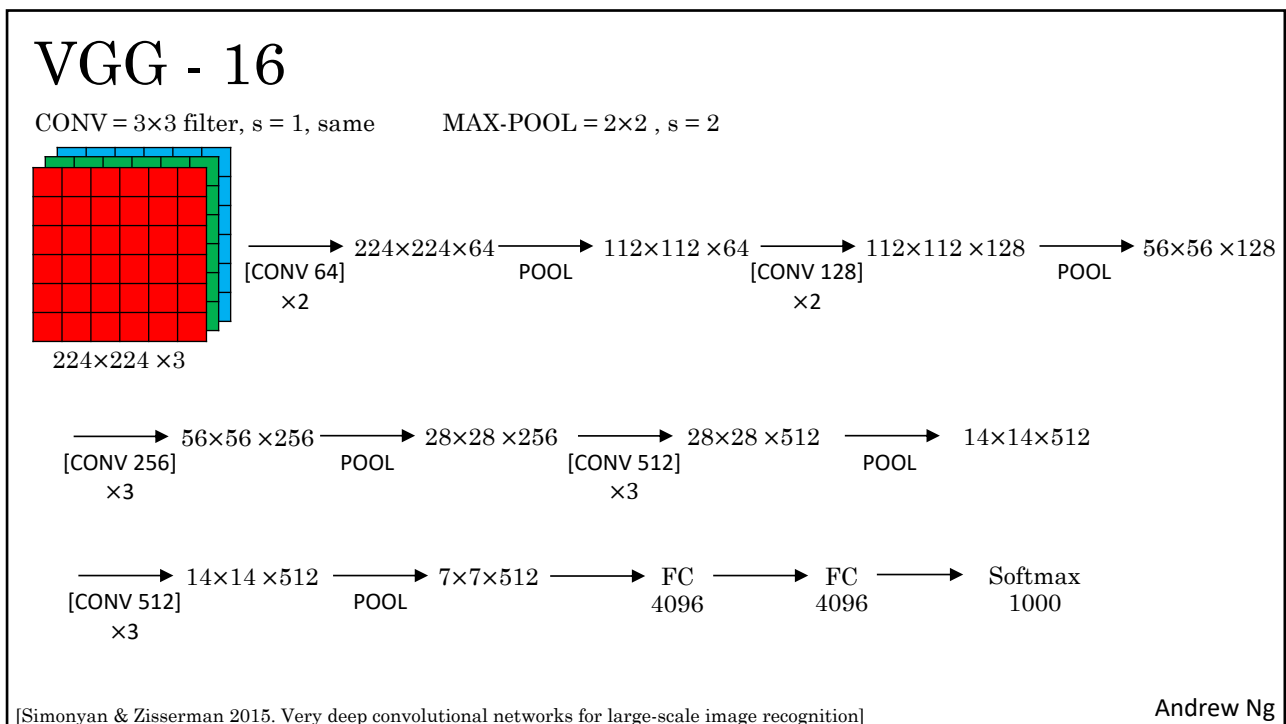 VGG - 16
CONV = 3×3 filter, s = 1, same MAX-POOL = 2×2 , s = 2
224×224 ×3
[CONV 64]
×2
224×224×64
POOL
112×112 ×64
[CONV 128]
×2
112×112 ×128
POOL
56×56 ×128
[CONV 256]
×3
56×56 ×256
POOL
28×28 ×256
[CONV 512]
×3
28×28 ×512
POOL
14×14×512
[CONV 512]
×3
14×14 ×512
POOL
7×7×512
FC
4096
FC
4096
Softmax
1000
[Simonyan & Zisserman 2015. Very deep convolutional networks for large-scale image recognition]
Andrew Ng